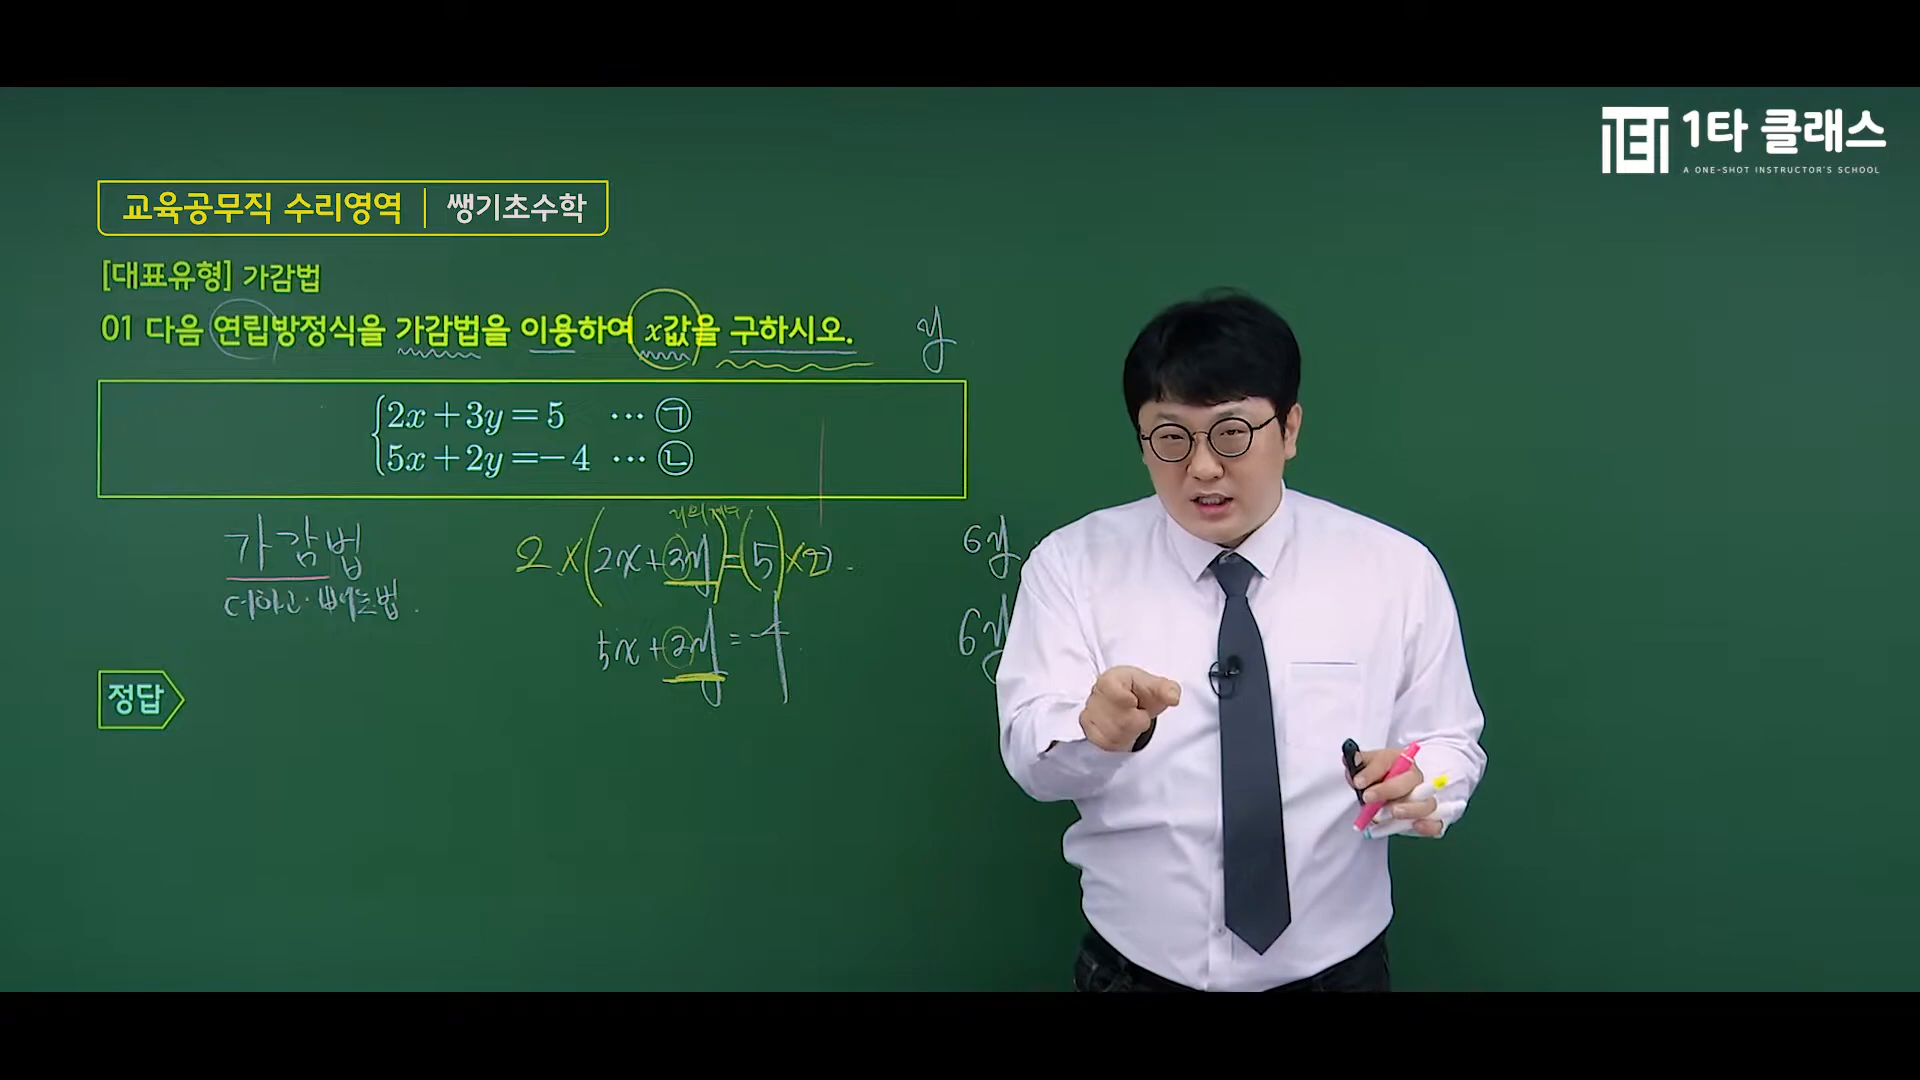 1타 클래스
A ONE-SHOT INSTRUCTOR'S SCHOOL
교육공무직 수리영역 | 쌩기초수학
[대표유형] 가감법
01 다음 연립방정식을 가감법을 이용하여 x값을 구하시오. y
2x+3y=5 ··· ㉠
5x+2y=-4 ··· ㉡
가감법
더하고·빼는법.
2×(2x+3y)=(5)×2
5x+2y=-4
6y
6y
정답